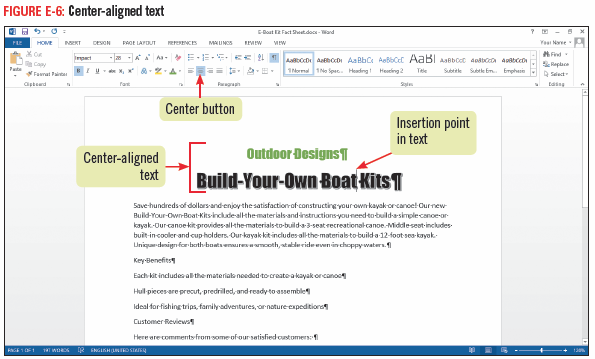 FIGURE E-6: Center-aligned text
E-Boat Kit Fact Sheet.docx - Word
FILE HOME INSERT DESIGN PAGE LAYOUT REFERENCES MAILINGS REVIEW VIEW Your Name
Cut
Copy
Format Painter
Paste
Impact 28
AaBbCcDc AaBbCcDc AaBbCc AaBbCcD AaBl AaBbCcD AaBbCcDc AaBbCcDc
¶ Normal ¶ No Spac... Heading 1 Heading 2 Title Subtitle Subtle Em... Emphasis
Find
Replace
Select
Clipboard Font Paragraph Styles Editing
Center button
Insertion point
in text
Center-aligned
text
Outdoor·Designs¶
Build-Your-Own·Boat·Kits¶
Save·hundreds·of·dollars·and·enjoy·the·satisfaction·of·constructing·your·own·kayak·or·canoe!·Our·new·
Build-Your-Own-Boat-Kits·include·all·the·materials·and·instructions·you·need·to·build·a·simple·canoe·or·
kayak.·Our·canoe·kit·provides·all·the·materials·to·build·a·3-seat·recreational·canoe.·Middle·seat·includes·
built-in·cooler·and·cup·holders.·Our·kayak·kit·includes·all·the·materials·to·build·a·12-foot·sea·kayak.·
Unique·design·for·both·boats·ensures·a·smooth,·stable·ride·even·in·choppy·waters.¶
Key·Benefits¶
Each·kit·includes·all·the·materials·needed·to·create·a·kayak·or·canoe¶
Hull·pieces·are·precut,·predrilled,·and·ready·to·assemble¶
Ideal·for·fishing·trips,·family·adventures,·or·nature·expeditions¶
Customer·Reviews¶
Here·are·comments·from·some·of·our·satisfied·customers:·¶
PAGE 1 OF 1 197 WORDS ENGLISH (UNITED STATES) 120%